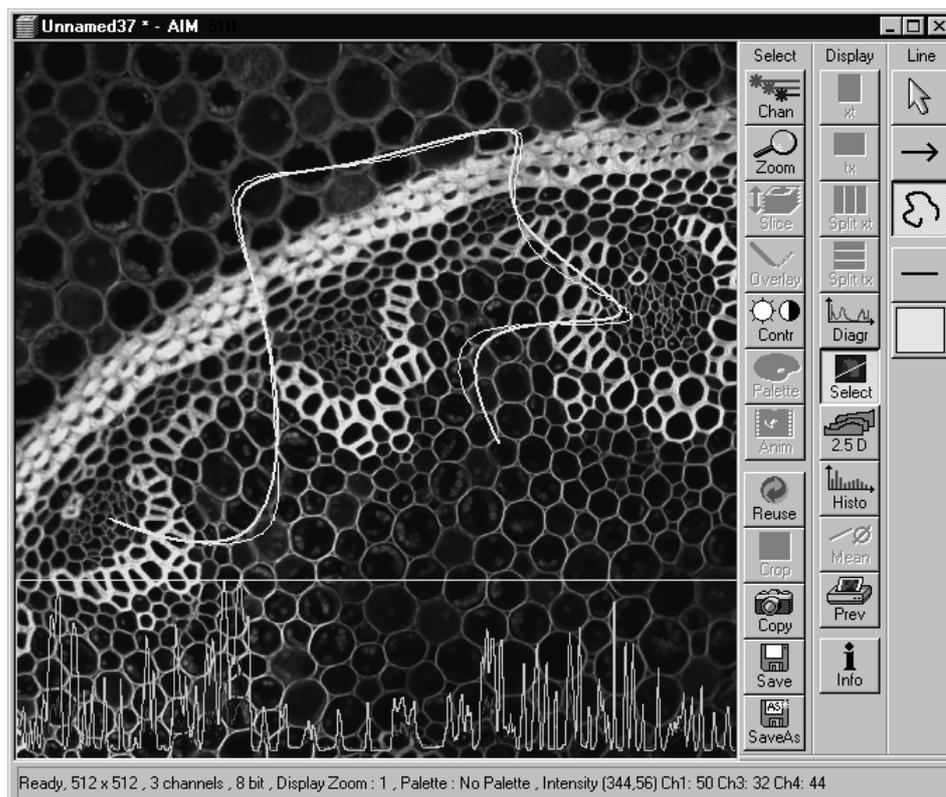 Unnamed37 * - AIM 510
Select
Display
Line
Chan
xt
Zoom
tx
Slice
Split xt
Overlay
Split tx
Contr
Diagr
Palette
Select
Anim
2.5 D
Reuse
Histo
Crop
Mean
Copy
Prev
Save
Info
AS
SaveAs
Ready, 512 x 512 , 3 channels , 8 bit , Display Zoom : 1 , Palette : No Palette , Intensity (344,56) Ch1: 50 Ch3: 32 Ch4: 44